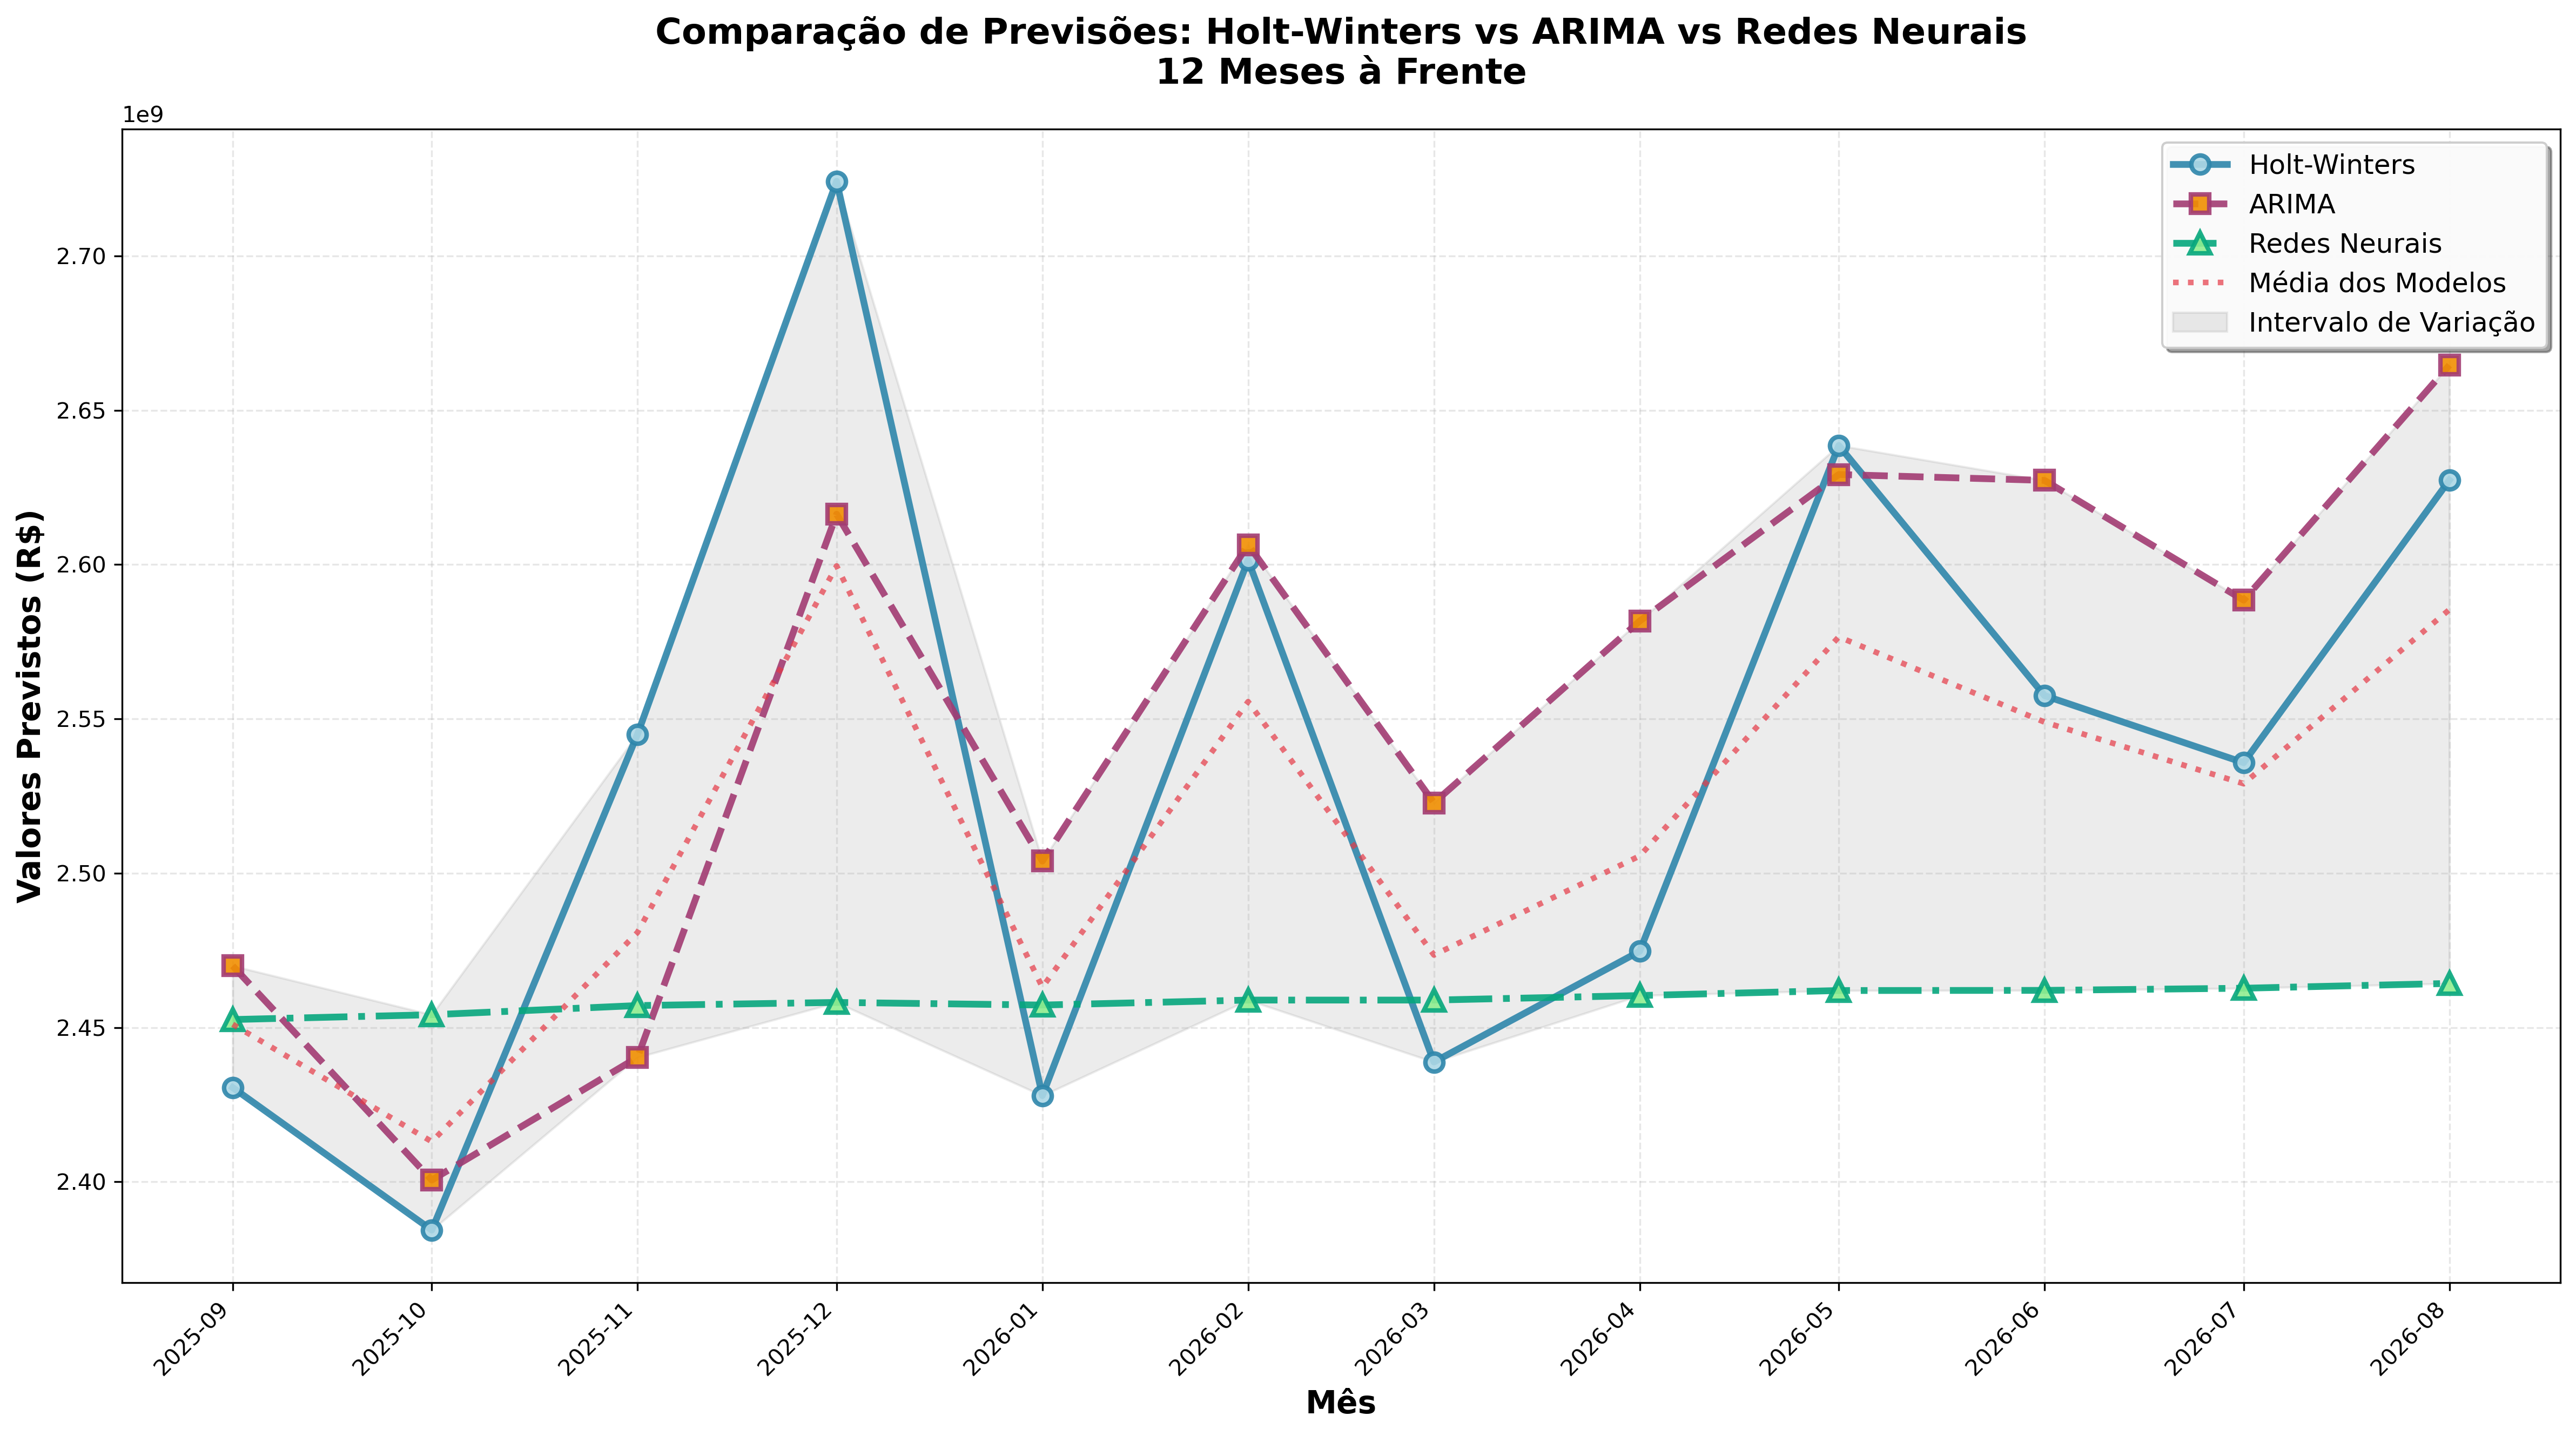 Comparação de Previsões: Holt-Winters vs ARIMA vs Redes Neurais
12 Meses à Frente
1e9
Holt-Winters
ARIMA
Redes Neurais
Média dos Modelos
Intervalo de Variação
Valores Previstos (R$)
2.70
2.65
2.60
2.55
2.50
2.45
2.40
2025-09
2025-10
2025-11
2025-12
2026-01
2026-02
2026-03
2026-04
2026-05
2026-06
2026-07
2026-08
Mês